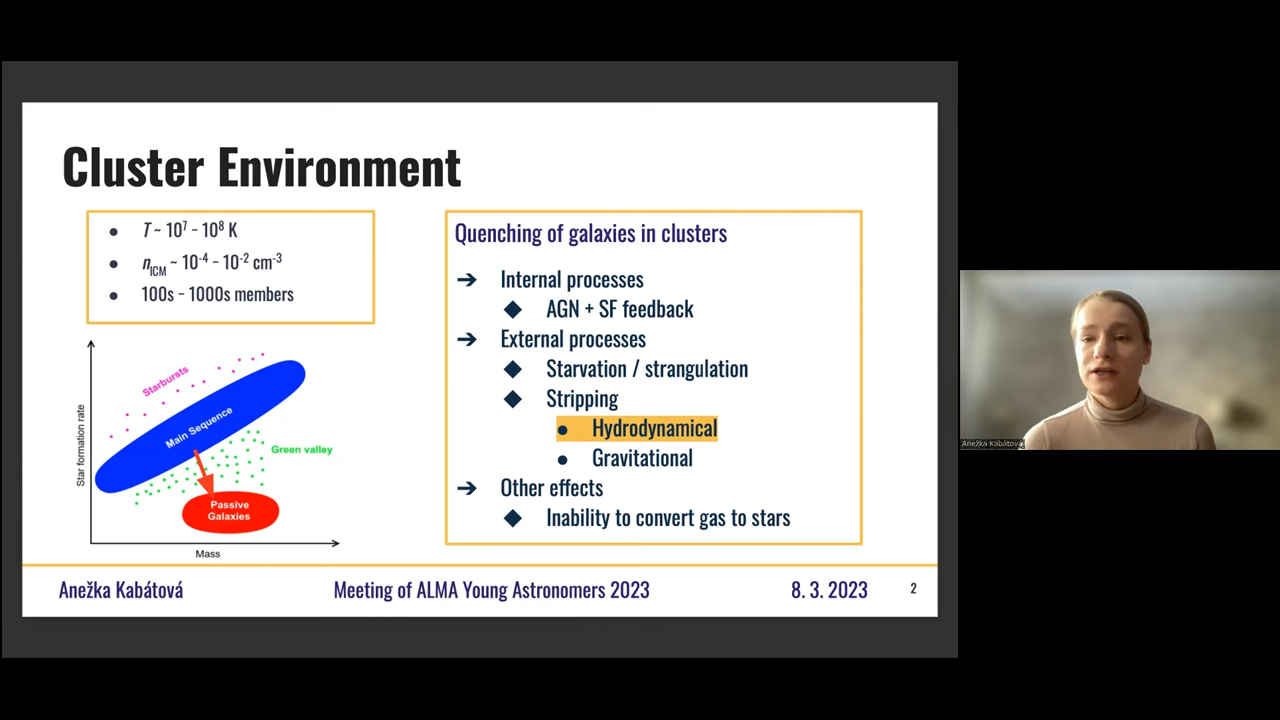 Cluster Environment
● T ~ 10⁷ – 10⁸ K
● n_ICM ~ 10⁻⁴ – 10⁻² cm⁻³
● 100s – 1000s members
Star formation rate
Starbursts
Main Sequence
Green valley
Passive
Galaxies
Mass
Quenching of galaxies in clusters
➔ Internal processes
◆ AGN + SF feedback
➔ External processes
◆ Starvation / strangulation
◆ Stripping
● Hydrodynamical
● Gravitational
➔ Other effects
◆ Inability to convert gas to stars
Anežka Kabátová
Meeting of ALMA Young Astronomers 2023
8. 3. 2023
2
Anežka Kabátová